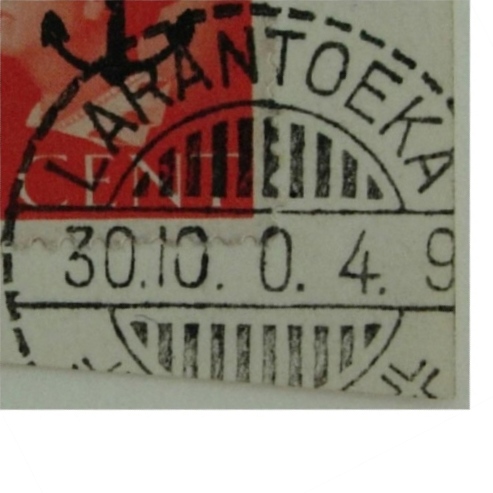 LARANTOEKA
CENT
30.10. 0. 4. 9